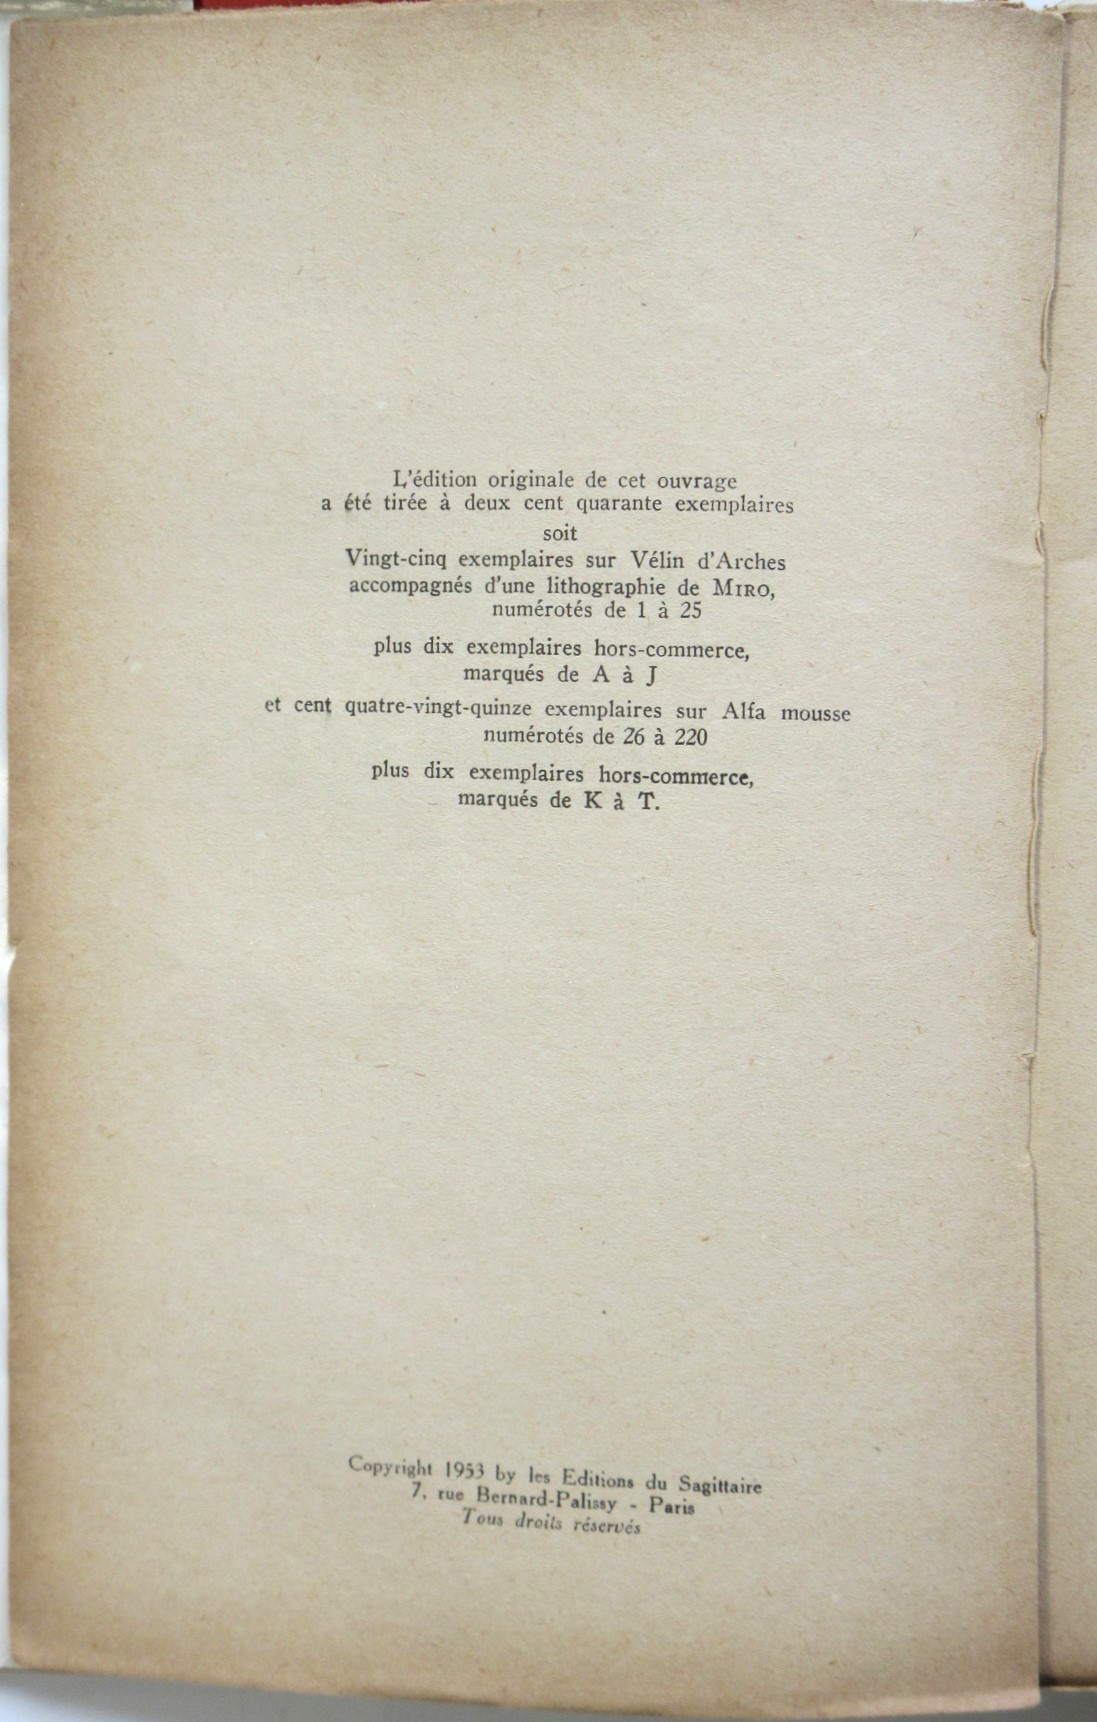 L'édition originale de cet ouvrage
a été tirée à deux cent quarante exemplaires
soit
Vingt-cinq exemplaires sur Vélin d'Arches
accompagnés d'une lithographie de MIRO,
numérotés de 1 à 25
plus dix exemplaires hors-commerce,
marqués de A à J
et cent quatre-vingt-quinze exemplaires sur Alfa mousse
numérotés de 26 à 220
plus dix exemplaires hors-commerce,
marqués de K à T.
Copyright 1953 by les Editions du Sagittaire
7, rue Bernard-Palissy - Paris
Tous droits réservés